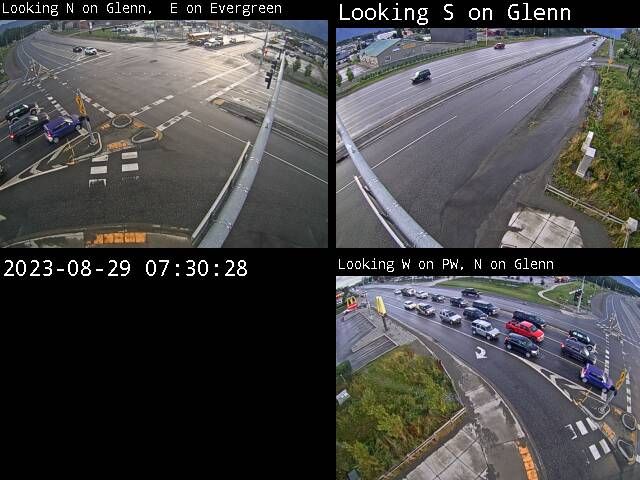 Looking N on Glenn,  E on Evergreen
Looking S on Glenn
2023-08-29 07:30:28
Looking W on PW, N on Glenn